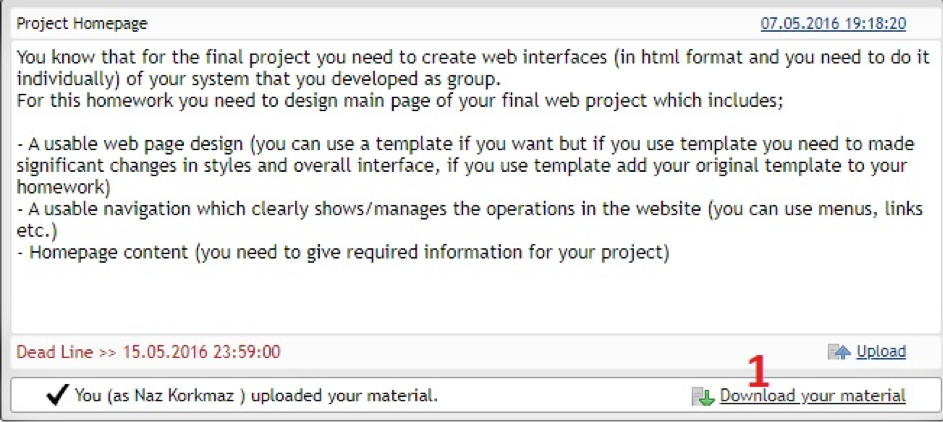 Project Homepage 07.05.2016 19:18:20
You know that for the final project you need to create web interfaces (in html format and you need to do it
individually) of your system that you developed as group.
For this homework you need to design main page of your final web project which includes;
- A usable web page design (you can use a template if you want but if you use template you need to made
significant changes in styles and overall interface, if you use template add your original template to your
homework)
- A usable navigation which clearly shows/manages the operations in the website (you can use menus, links
etc.)
- Homepage content (you need to give required information for your project)
Dead Line >> 15.05.2016 23:59:00 Upload
1
You (as Naz Korkmaz ) uploaded your material. Download your material